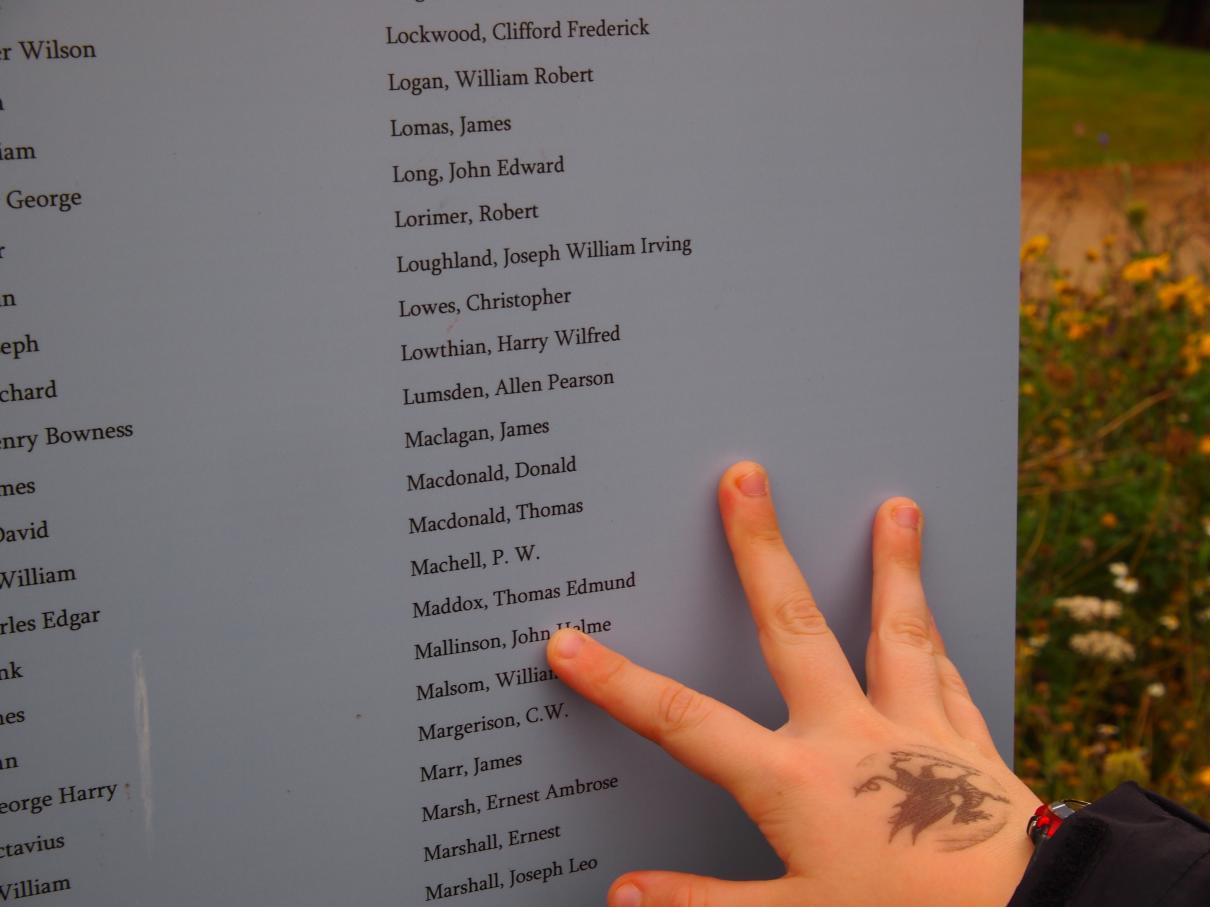 er Wilson
iam
George
r
n
eph
chard
enry Bowness
mes
David
William
rles Edgar
nk
nes
nn
eorge Harry
ctavius
William
Lockwood, Clifford Frederick
Logan, William Robert
Lomas, James
Long, John Edward
Lorimer, Robert
Loughland, Joseph William Irving
Lowes, Christopher
Lowthian, Harry Wilfred
Lumsden, Allen Pearson
Maclagan, James
Macdonald, Donald
Macdonald, Thomas
Machell, P. W.
Maddox, Thomas Edmund
Mallinson, John
Malsom,
Margerison, C.W.
Marr, James
Marsh, Ernest Ambrose
Marshall, Ernest
Marshall, Joseph Leo